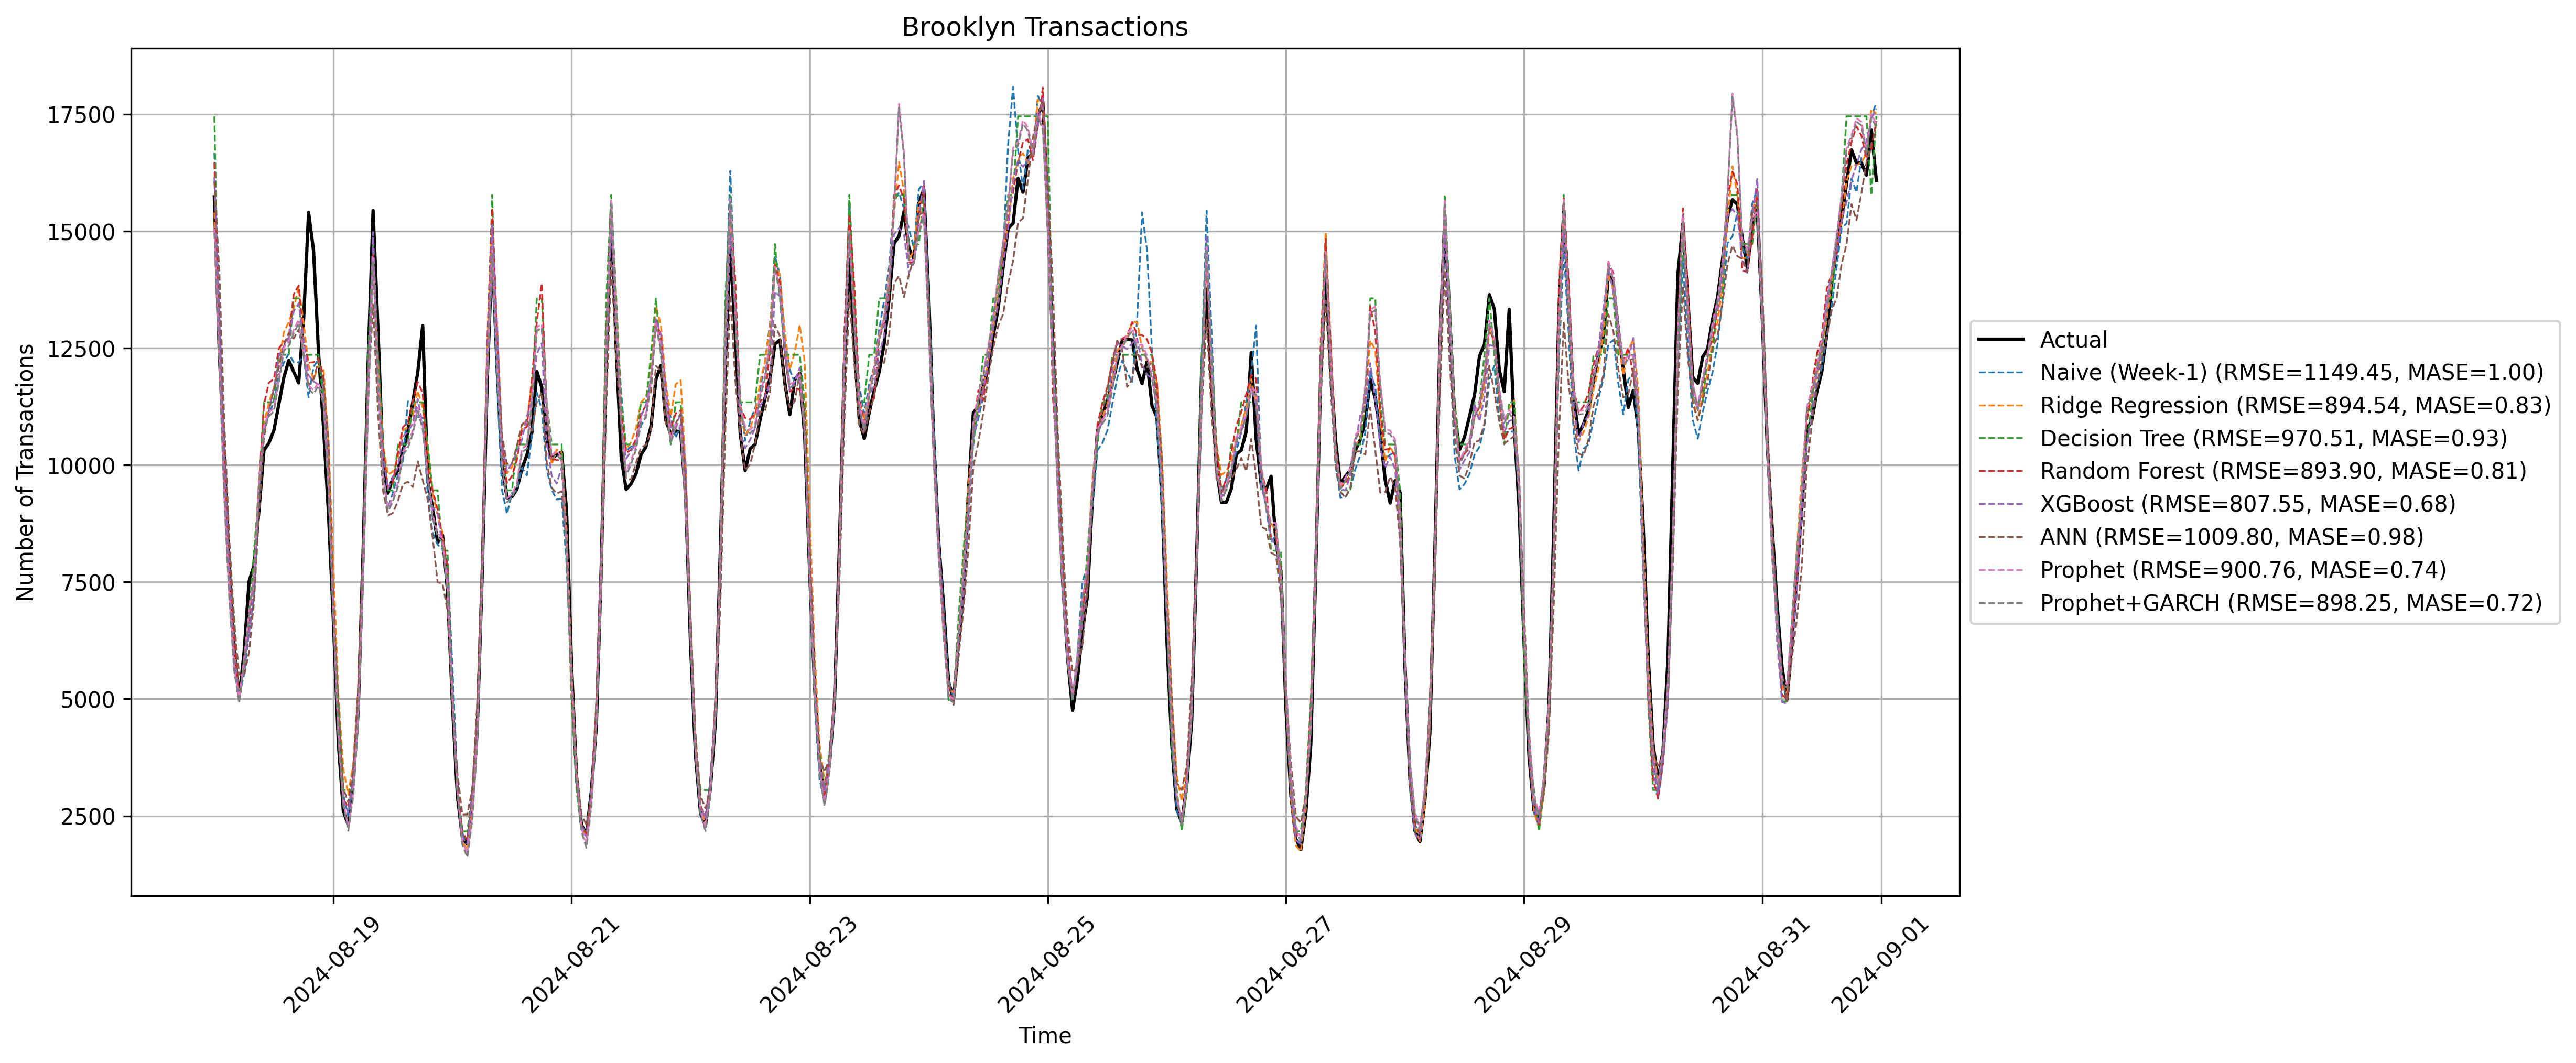 Brooklyn Transactions
Number of Transactions
17500
15000
12500
10000
7500
5000
2500
2024-08-19
2024-08-21
2024-08-23
2024-08-25
2024-08-27
2024-08-29
2024-08-31
2024-09-01
Time
Actual
Naive (Week-1) (RMSE=1149.45, MASE=1.00)
Ridge Regression (RMSE=894.54, MASE=0.83)
Decision Tree (RMSE=970.51, MASE=0.93)
Random Forest (RMSE=893.90, MASE=0.81)
XGBoost (RMSE=807.55, MASE=0.68)
ANN (RMSE=1009.80, MASE=0.98)
Prophet (RMSE=900.76, MASE=0.74)
Prophet+GARCH (RMSE=898.25, MASE=0.72)